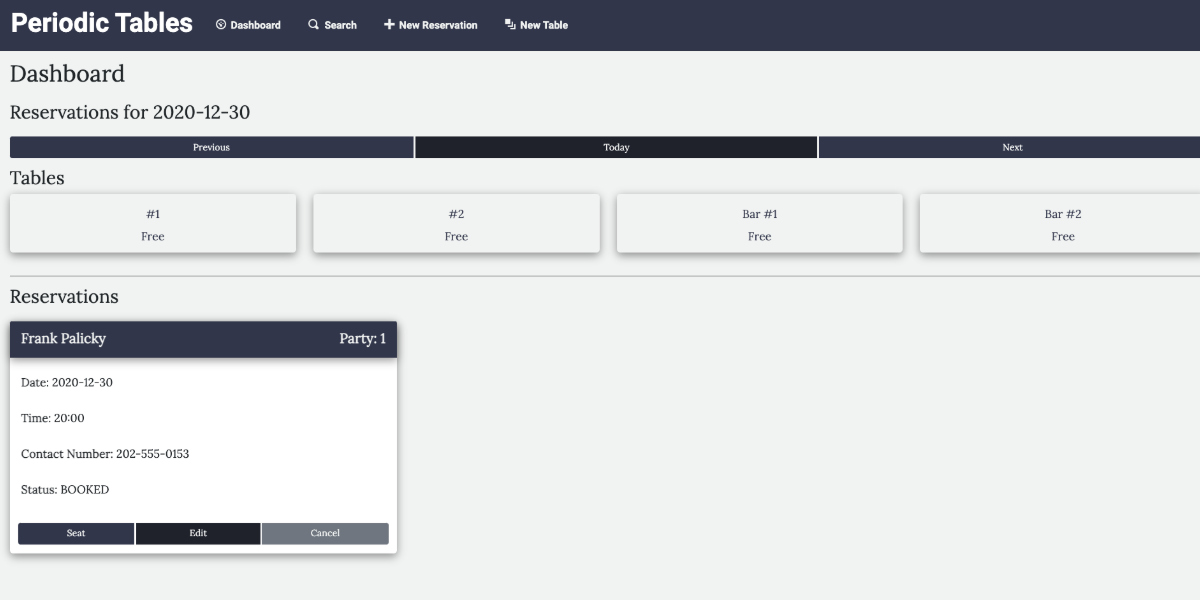 Periodic Tables Dashboard Search New Reservation New Table
Dashboard
Reservations for 2020-12-30
Previous Today Next
Tables
#1 #2 Bar #1 Bar #2
Free Free Free Free
Reservations
Frank Palicky Party: 1
Date: 2020-12-30
Time: 20:00
Contact Number: 202-555-0153
Status: BOOKED
Seat Edit Cancel